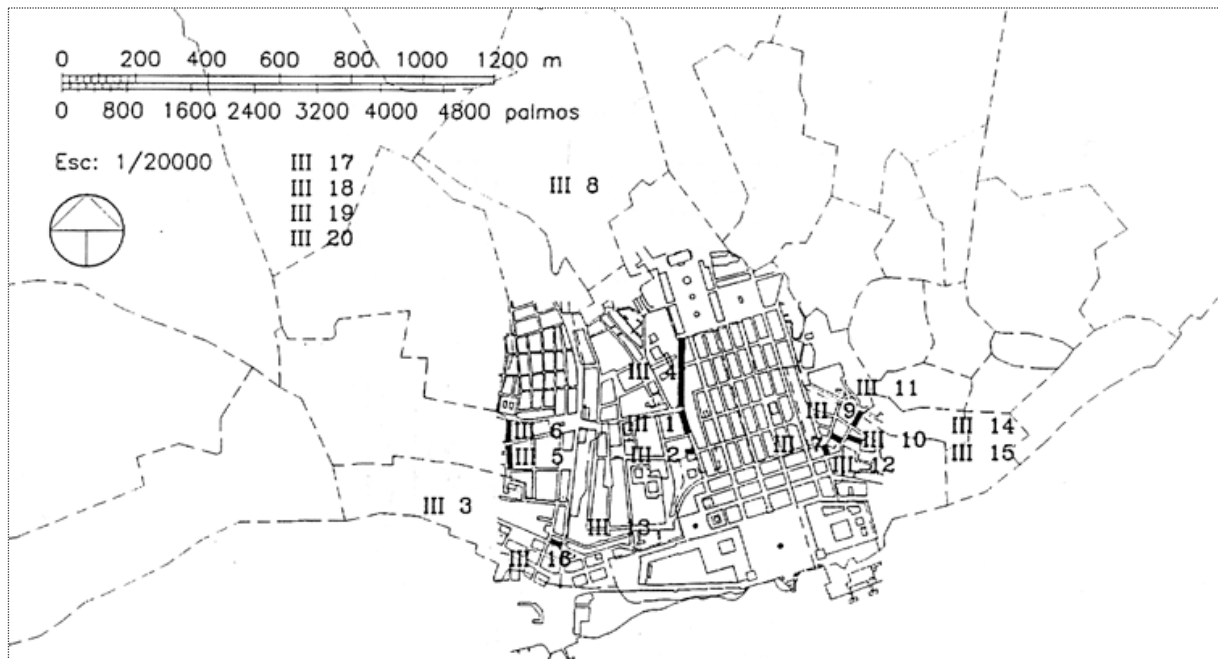 0 200 400 600 800 1000 1200 m
0 800 1600 2400 3200 4000 4800 palmos
Esc: 1/20000
III 17
III 18
III 19
III 20
III 8
III 4
III 11
III 9
III 1
III 6
III 14
III 7
III 10
III 5
III 2
III 15
III 12
III 3
III 13
III 16